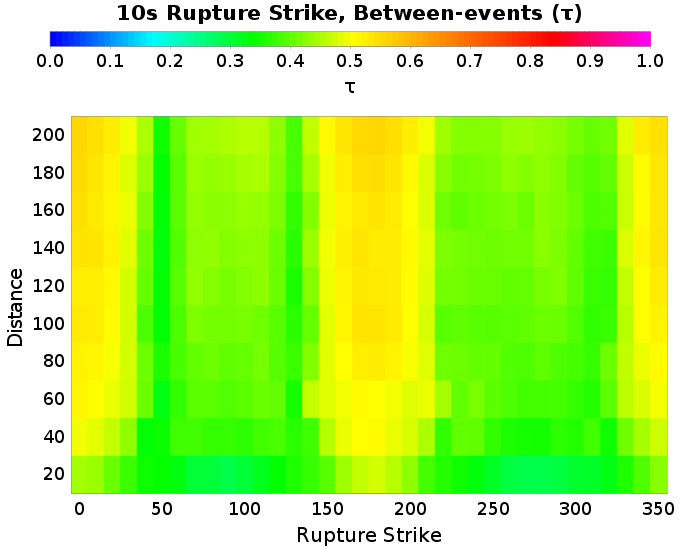 10s Rupture Strike, Between-events (τ)
0.0 0.1 0.2 0.3 0.4 0.5 0.6 0.7 0.8 0.9 1.0
τ
Distance
200
180
160
140
120
100
80
60
40
20
0 50 100 150 200 250 300 350
Rupture Strike